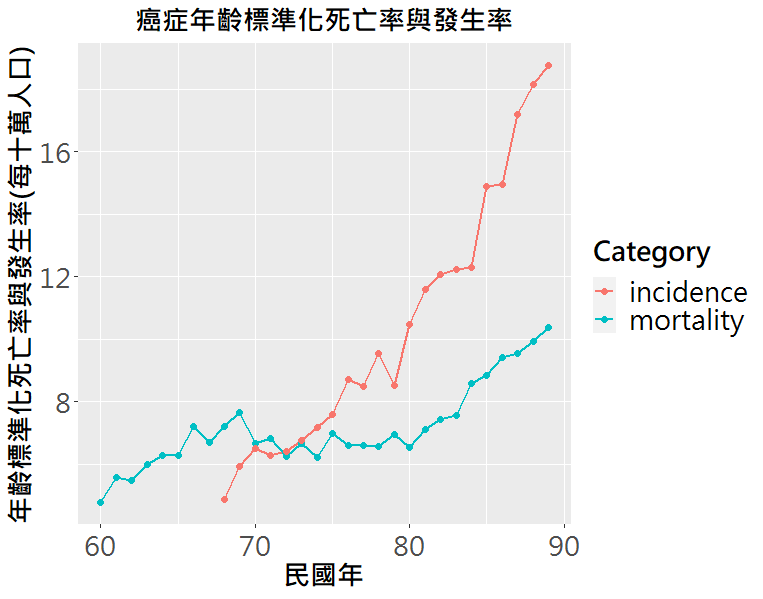 癌症年齡標準化死亡率與發生率
年齡標準化死亡率與發生率(每十萬人口)
16
12
8
60
70
80
90
民國年
Category
incidence
mortality